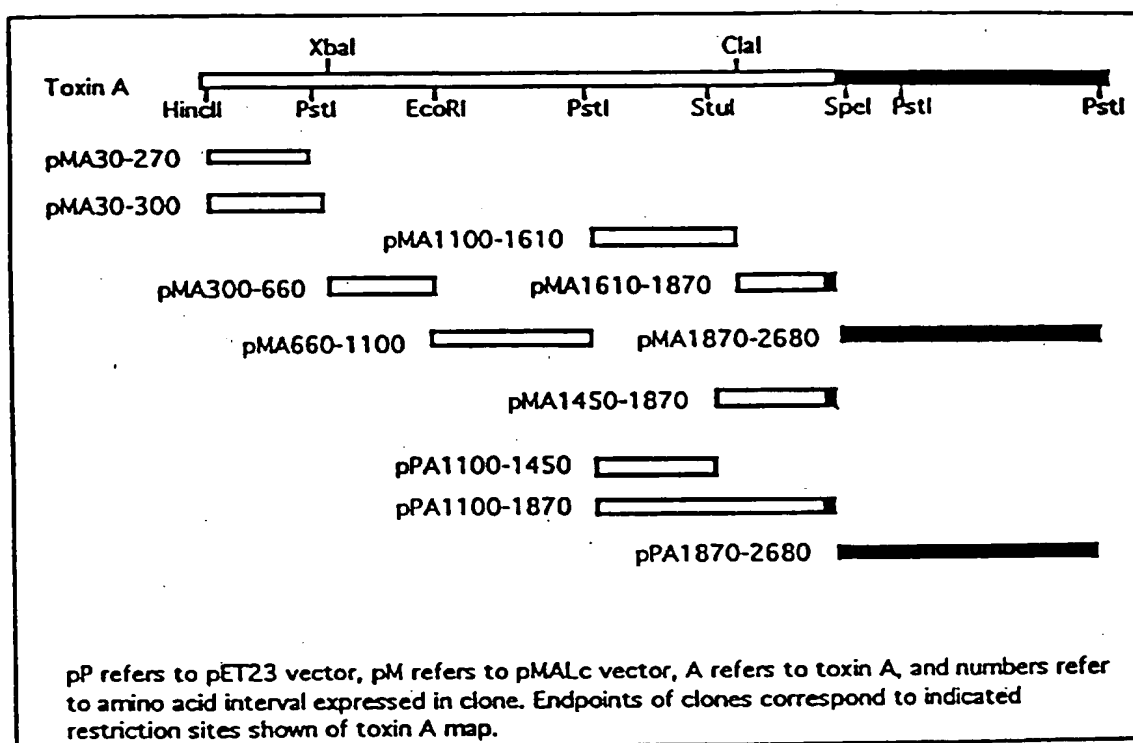 XbaI ClaI
Toxin A
HincII PstI EcoRI PstI StuI SpeI PstI PstI
pMA30-270
pMA30-300
pMA1100-1610
pMA300-660 pMA1610-1870
pMA660-1100 pMA1870-2680
pMA1450-1870
pPA1100-1450
pPA1100-1870
pPA1870-2680
pP refers to pET23 vector, pM refers to pMALc vector, A refers to toxin A, and numbers refer
to amino acid interval expressed in clone. Endpoints of clones correspond to indicated
restriction sites shown of toxin A map.